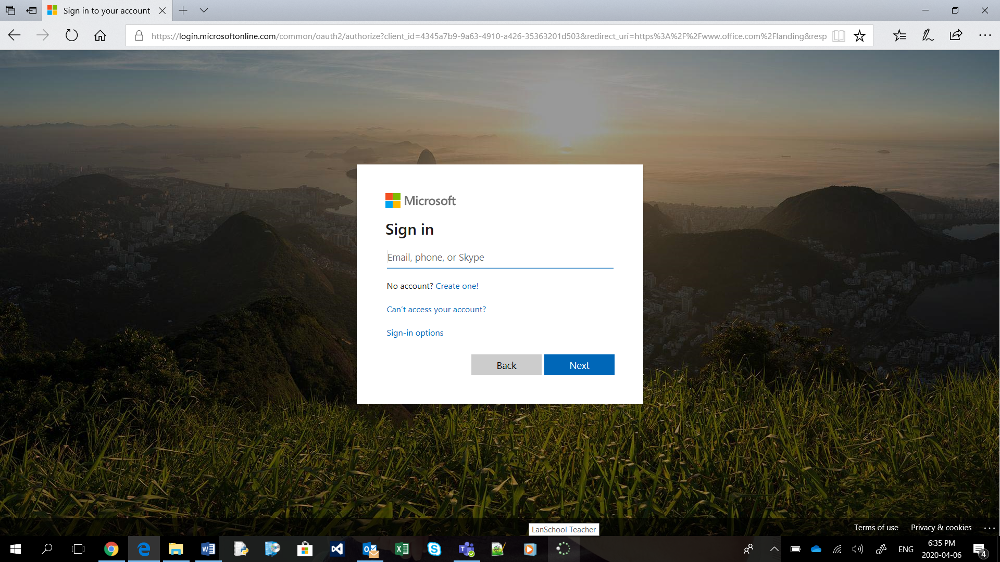 Sign in to your account
https://login.microsoftonline.com/common/oauth2/authorize?client_id=4345a7b9-9a63-4910-a426-35363201d503&redirect_uri=https%3A%2F%2Fwww.office.com%2Flanding&resp
Microsoft
Sign in
Email, phone, or Skype
No account? Create one!
Can't access your account?
Sign-in options
Back
Next
Terms of use
Privacy & cookies
LanSchool Teacher
ENG
6:35 PM
2020-04-06
4